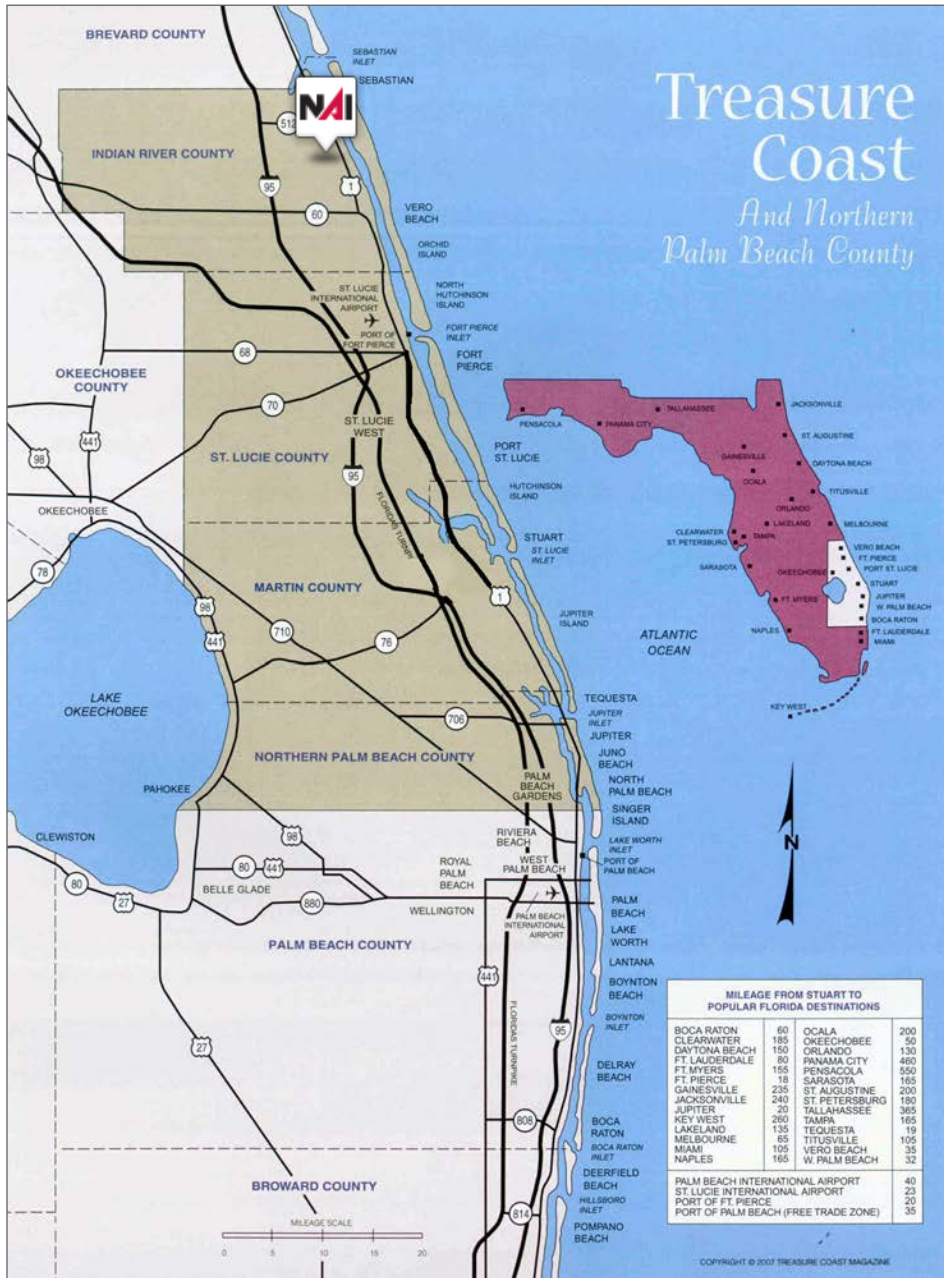 BREVARD COUNTY
SEBASTIAN
INLET
SEBASTIAN
NAI
512
INDIAN RIVER COUNTY
95
1
60
VERO
BEACH
ORCHID
ISLAND
ST. LUCIE
INTERNATIONAL
AIRPORT
NORTH
HUTCHINSON
ISLAND
PORT OF
FORT PIERCE
FORT PIERCE
INLET
FORT
PIERCE
68
OKEECHOBEE
COUNTY
70
441
98
ST. LUCIE
WEST
ST. LUCIE COUNTY
95
PORT
ST. LUCIE
HUTCHINSON
ISLAND
OKEECHOBEE
FLORIDAS TURNPY
STUART
ST. LUCIE
INLET
78
MARTIN COUNTY
98
441
1
710
76
JUPITER
ISLAND
LAKE
OKEECHOBEE
TEQUESTA
JUPITER
INLET
706
JUPITER
JUNO
BEACH
NORTHERN PALM BEACH COUNTY
PAHOKEE
PALM
BEACH
GARDENS
NORTH
PALM BEACH
SINGER
ISLAND
CLEWISTON
98
RIVIERA
BEACH
LAKE WORTH
INLET
80
27
80
441
BELLE GLADE
880
ROYAL
PALM
BEACH
WEST
PALM BEACH
PORT OF
PALM BEACH
WELLINGTON
PALM BEACH
INTERNATIONAL
AIRPORT
PALM
BEACH
LAKE
WORTH
PALM BEACH COUNTY
LANTANA
441
BOYNTON
BEACH
FLORIDAS TURNPIKE
95
BOYNTON
INLET
27
DELRAY
BEACH
808
BOCA
RATON
BOCA RATON
INLET
BROWARD COUNTY
DEERFIELD
BEACH
HILLSBORO
INLET
814
POMPANO
BEACH
MILEAGE SCALE
0 5 10 15 20
Treasure
Coast
And Northern
Palm Beach County
PENSACOLA
PANAMA CITY
TALLAHASSEE
JACKSONVILLE
ST. AUGUSTINE
GAINESVILLE
OCALA
DAYTONA BEACH
TITUSVILLE
ORLANDO
CLEARWATER
ST. PETERSBURG
LAKELAND
TAMPA
MELBOURNE
VERO BEACH
FT. PIERCE
PORT ST. LUCIE
OKEECHOBEE
SARASOTA
STUART
JUPITER
W. PALM BEACH
FT. MYERS
BOCA RATON
NAPLES
FT. LAUDERDALE
MIAMI
KEY WEST
ATLANTIC
OCEAN
N
MILEAGE FROM STUART TO
POPULAR FLORIDA DESTINATIONS
BOCA RATON 60 OCALA 200
CLEARWATER 185 OKEECHOBEE 50
DAYTONA BEACH 150 ORLANDO 130
FT. LAUDERDALE 80 PANAMA CITY 460
FT.MYERS 155 PENSACOLA 550
FT. PIERCE 18 SARASOTA 165
GAINESVILLE 235 ST. AUGUSTINE 200
JACKSONVILLE 240 ST. PETERSBURG 180
JUPITER 20 TALLAHASSEE 365
KEY WEST 260 TAMPA 165
LAKELAND 135 TEQUESTA 19
MELBOURNE 65 TITUSVILLE 105
MIAMI 105 VERO BEACH 35
NAPLES 165 W. PALM BEACH 32
PALM BEACH INTERNATIONAL AIRPORT 40
ST. LUCIE INTERNATIONAL AIRPORT 23
PORT OF FT. PIERCE 20
PORT OF PALM BEACH (FREE TRADE ZONE) 35
COPYRIGHT © 2007 TREASURE COAST MAGAZINE